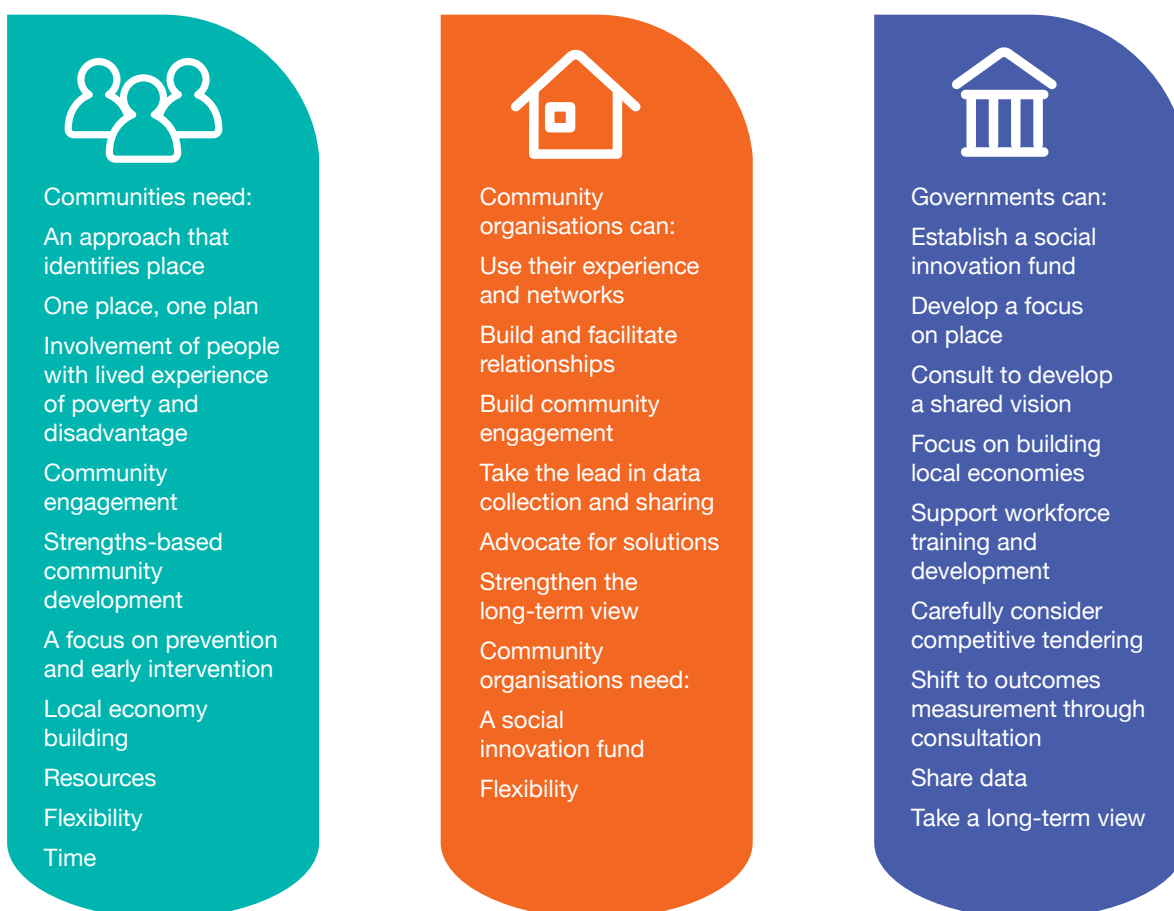 Communities need:
An approach that
identifies place
One place, one plan
Involvement of people
with lived experience
of poverty and
disadvantage
Community
engagement
Strengths-based
community
development
A focus on prevention
and early intervention
Local economy
building
Resources
Flexibility
Time
Community
organisations can:
Use their experience
and networks
Build and facilitate
relationships
Build community
engagement
Take the lead in data
collection and sharing
Advocate for solutions
Strengthen the
long-term view
Community
organisations need:
A social
innovation fund
Flexibility
Governments can:
Establish a social
innovation fund
Develop a focus
on place
Consult to develop
a shared vision
Focus on building
local economies
Support workforce
training and
development
Carefully consider
competitive tendering
Shift to outcomes
measurement through
consultation
Share data
Take a long-term view